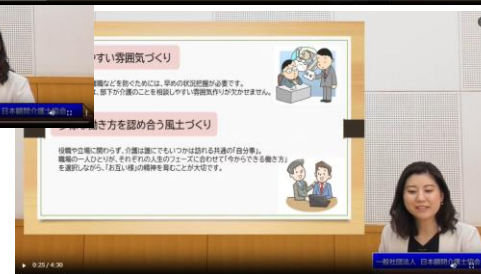 すい雰囲気づくり
職などを防ぐためには、早めの状況把握が必要です。
、部下が介護のことを相談しやすい雰囲気作りが欠かせません。
日本顧問介護士協会
き方を認め合う風土づくり
役職や立場に関わらず、介護は誰にでもいつかは訪れる共通の「自分事」。
職場の一人ひとりが、それぞれの人生のフェーズに合わせて「今からできる働き方」
を選択しながら、「お互い様」の精神を育むことが大切です。
0:25 / 4:30
一般社団法人 日本顧問介護士協会